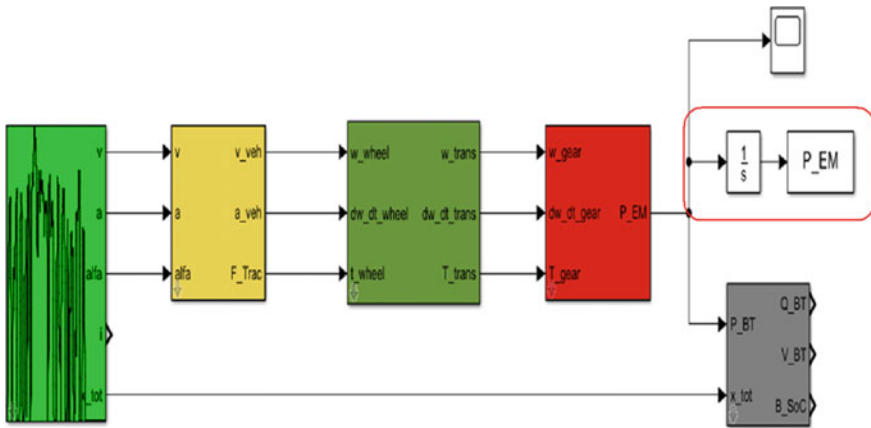 v
a
alfa
i
x_tot
v
a
alfa
v_veh
a_veh
F_Trac
w_wheel
dw_dt_wheel
t_wheel
w_trans
dw_dt_trans
T_trans
w_gear
dw_dt_gear
T_gear
P_EM
1
s
P_EM
P_BT
x_tot
Q_BT
V_BT
B_SoC